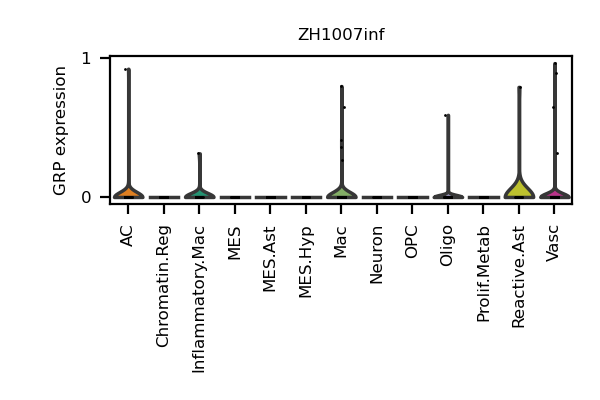 ZH1007inf
GRP expression
1
0
AC
Chromatin.Reg
Inflammatory.Mac
MES
MES.Ast
MES.Hyp
Mac
Neuron
OPC
Oligo
Prolif.Metab
Reactive.Ast
Vasc